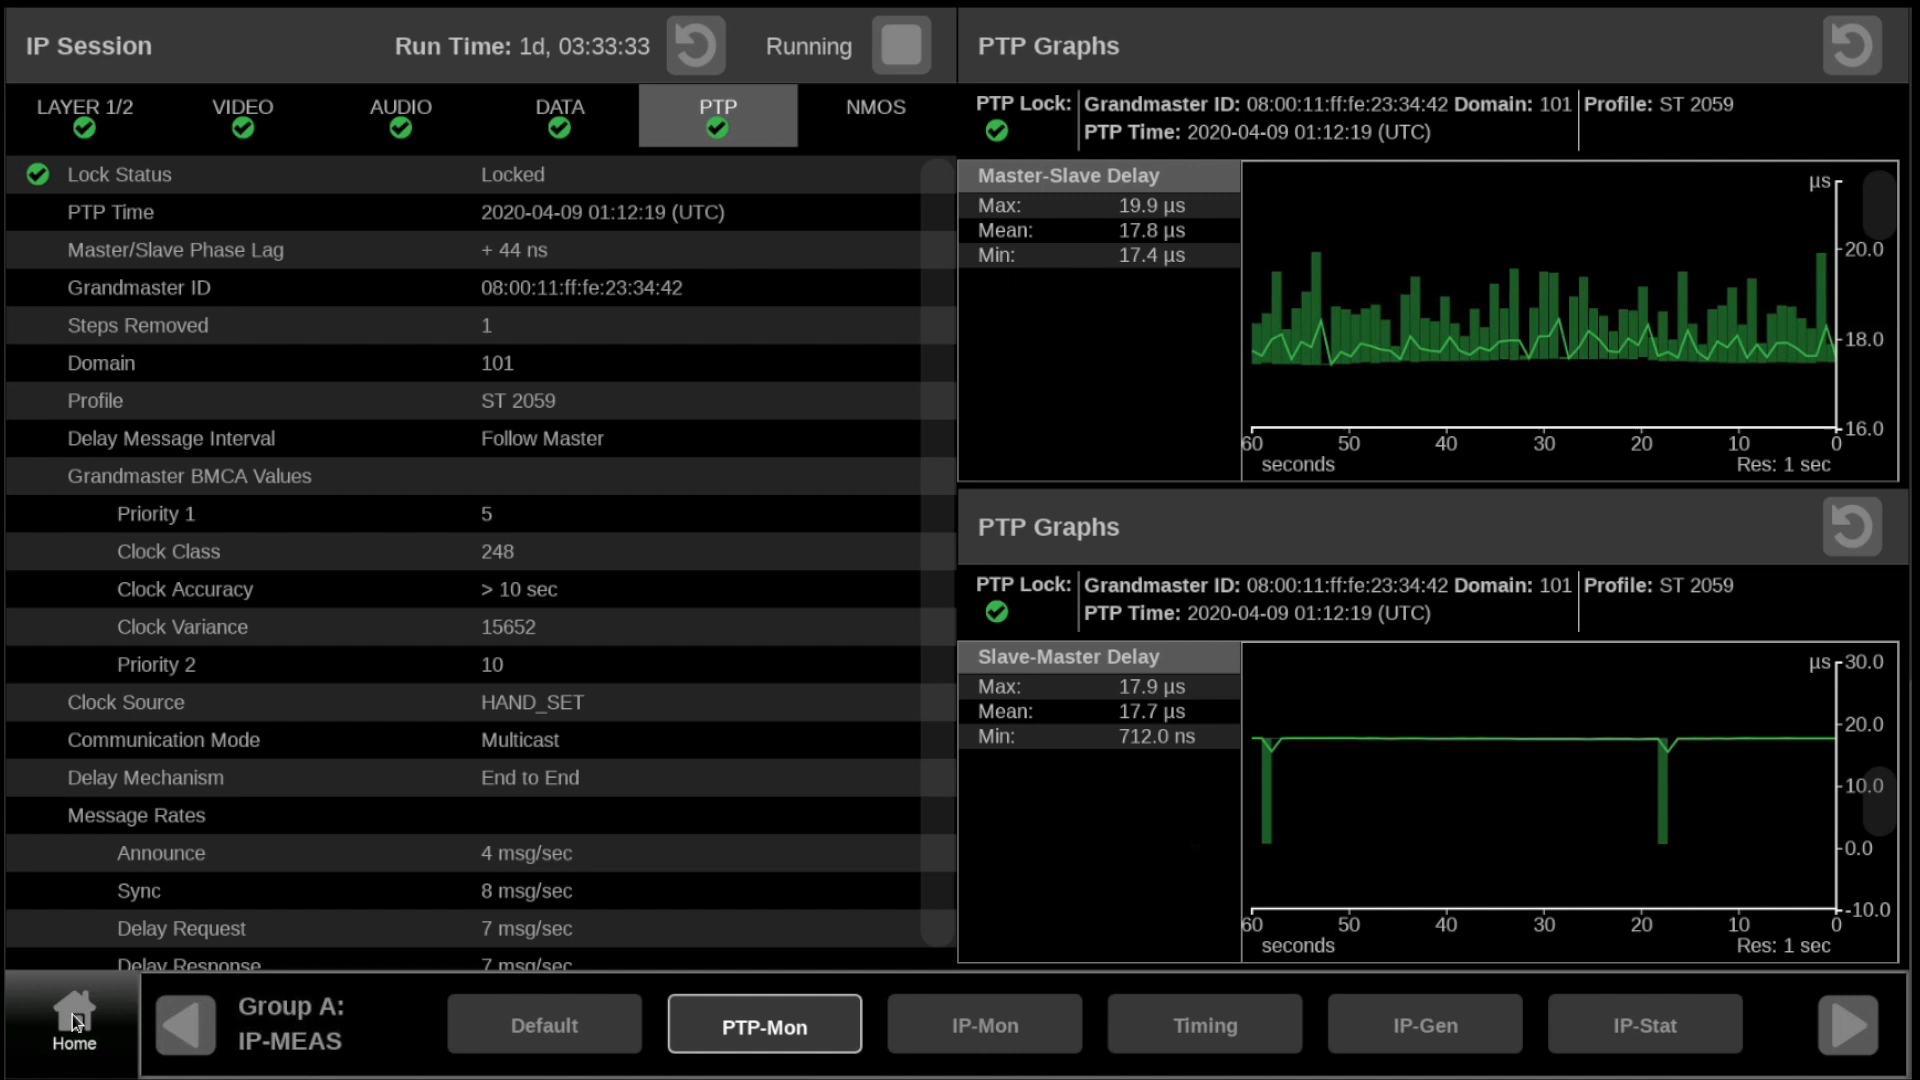 IP Session
Run Time: 1d, 03:33:33
Running
LAYER 1/2
VIDEO
AUDIO
DATA
PTP
NMOS
Lock Status Locked
PTP Time 2020-04-09 01:12:19 (UTC)
Master/Slave Phase Lag + 44 ns
Grandmaster ID 08:00:11:ff:fe:23:34:42
Steps Removed 1
Domain 101
Profile ST 2059
Delay Message Interval Follow Master
Grandmaster BMCA Values
Priority 1 5
Clock Class 248
Clock Accuracy > 10 sec
Clock Variance 15652
Priority 2 10
Clock Source HAND_SET
Communication Mode Multicast
Delay Mechanism End to End
Message Rates
Announce 4 msg/sec
Sync 8 msg/sec
Delay Request 7 msg/sec
Delay Response 7 msg/sec
PTP Graphs
PTP Lock: Grandmaster ID: 08:00:11:ff:fe:23:34:42 Domain: 101 Profile: ST 2059
PTP Time: 2020-04-09 01:12:19 (UTC)
Master-Slave Delay
Max: 19.9 µs
Mean: 17.8 µs
Min: 17.4 µs
µs
20.0
18.0
16.0
60 50 40 30 20 10 0
seconds Res: 1 sec
PTP Graphs
PTP Lock: Grandmaster ID: 08:00:11:ff:fe:23:34:42 Domain: 101 Profile: ST 2059
PTP Time: 2020-04-09 01:12:19 (UTC)
Slave-Master Delay
Max: 17.9 µs
Mean: 17.7 µs
Min: 712.0 ns
µs 30.0
20.0
10.0
0.0
-10.0
60 50 40 30 20 10 0
seconds Res: 1 sec
Home
Group A:
IP-MEAS
Default
PTP-Mon
IP-Mon
Timing
IP-Gen
IP-Stat